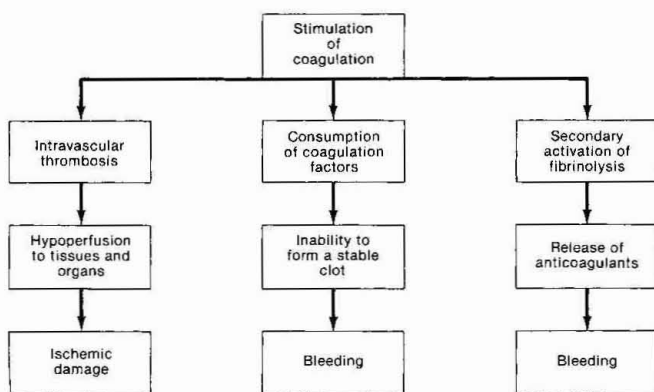 Stimulation
of
coagulation
Intravascular
thrombosis
Consumption
of coagulation
factors
Secondary
activation of
fibrinolysis
Hypoperfusion
to tissues and
organs
Inability to
form a stable
clot
Release of
anticoagulants
Ischemic
damage
Bleeding
Bleeding